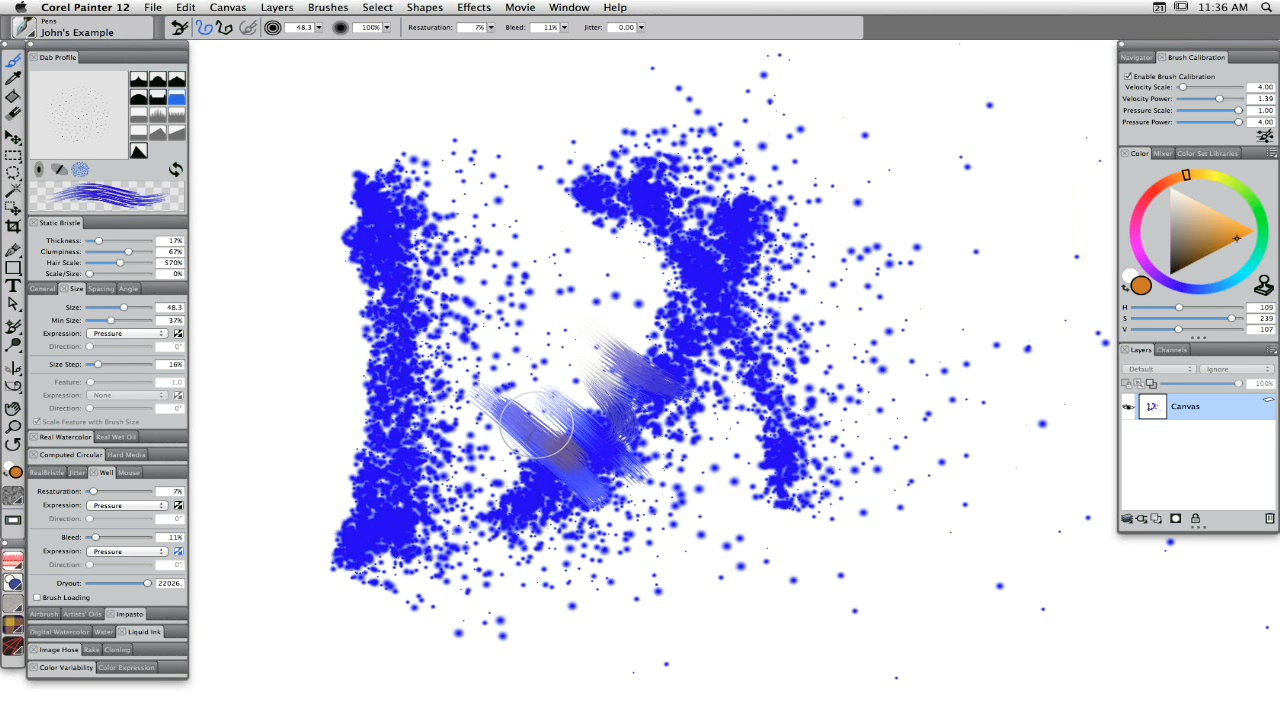 Corel Painter 12 File Edit Canvas Layers Brushes Select Shapes Effects Movie Window Help 21 11:36 AM
Pens
John's Example
48.3 100% Resaturation: 7% Bleed: 11% Jitter: 0.00
Dab Profile
Static Bristle
Thickness: 17%
Clumpiness: 67%
Hair Scale: 570%
Scale/Size: 0%
General Size Spacing Angle
Size: 48.3
Min Size: 37%
Expression: Pressure
Direction: 0°
Size Step: 16%
Feature: 1.0
Expression: None
Direction: 0°
Scale Feature with Brush Size
Real Watercolor Real Wet Oil
Computed Circular Hard Media
RealBristle Jitter Well Mouse
Resaturation: 7%
Expression: Pressure
Direction: 0°
Bleed: 11%
Expression: Pressure
Direction: 0°
Dryout: 22026.
Brush Loading
Airbrush Artists' Oils Impasto
Digital Watercolor Water Liquid Ink
Image Hose Rake Cloning
Color Variability Color Expression
Navigator Brush Calibration
Enable Brush Calibration
Velocity Scale: 4.00
Velocity Power: 1.39
Pressure Scale: 1.00
Pressure Power: 4.00
Color Mixer Color Set Libraries
H 109
S 239
V 107
Layers Channels
Default Ignore
100%
Canvas